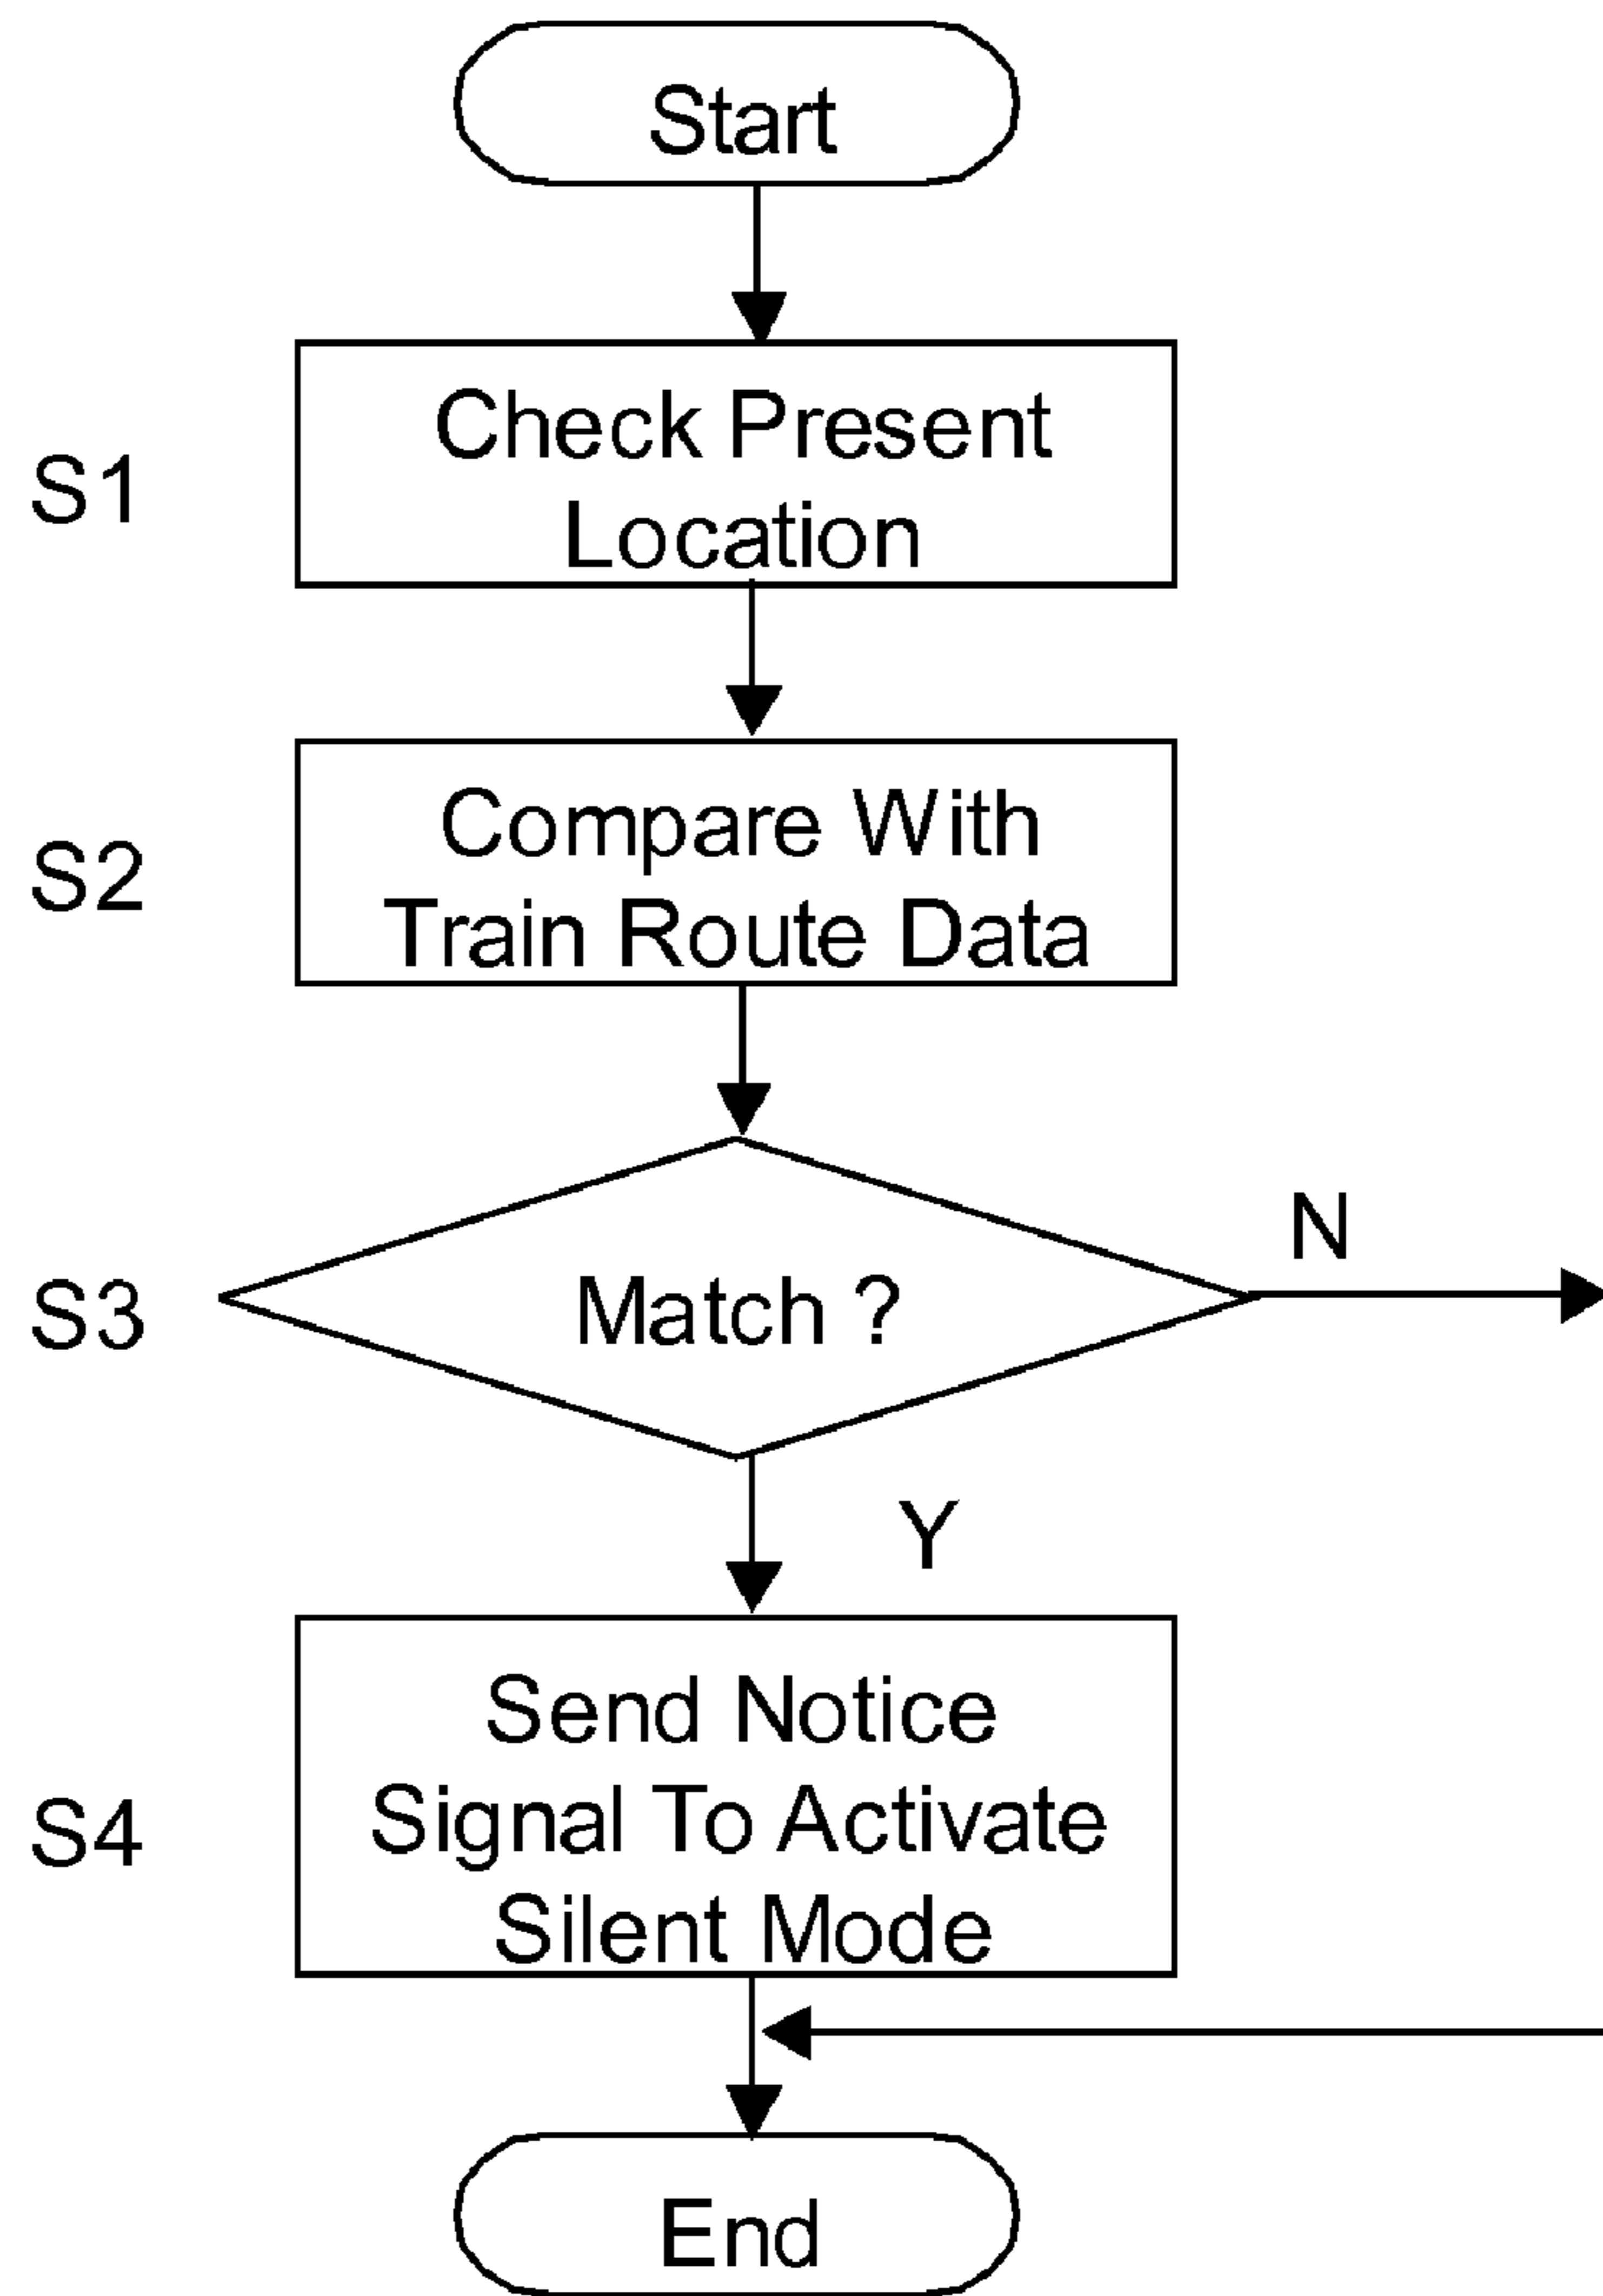 Start
S1
Check Present
Location
S2
Compare With
Train Route Data
S3
Match ?
N
Y
S4
Send Notice
Signal To Activate
Silent Mode
End